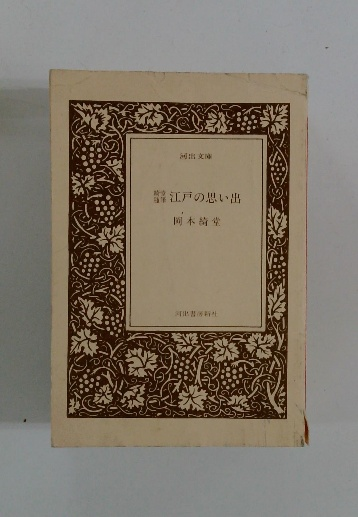 河出文庫
綺堂随筆 江戸の思い出
岡本綺堂
河出書房新社